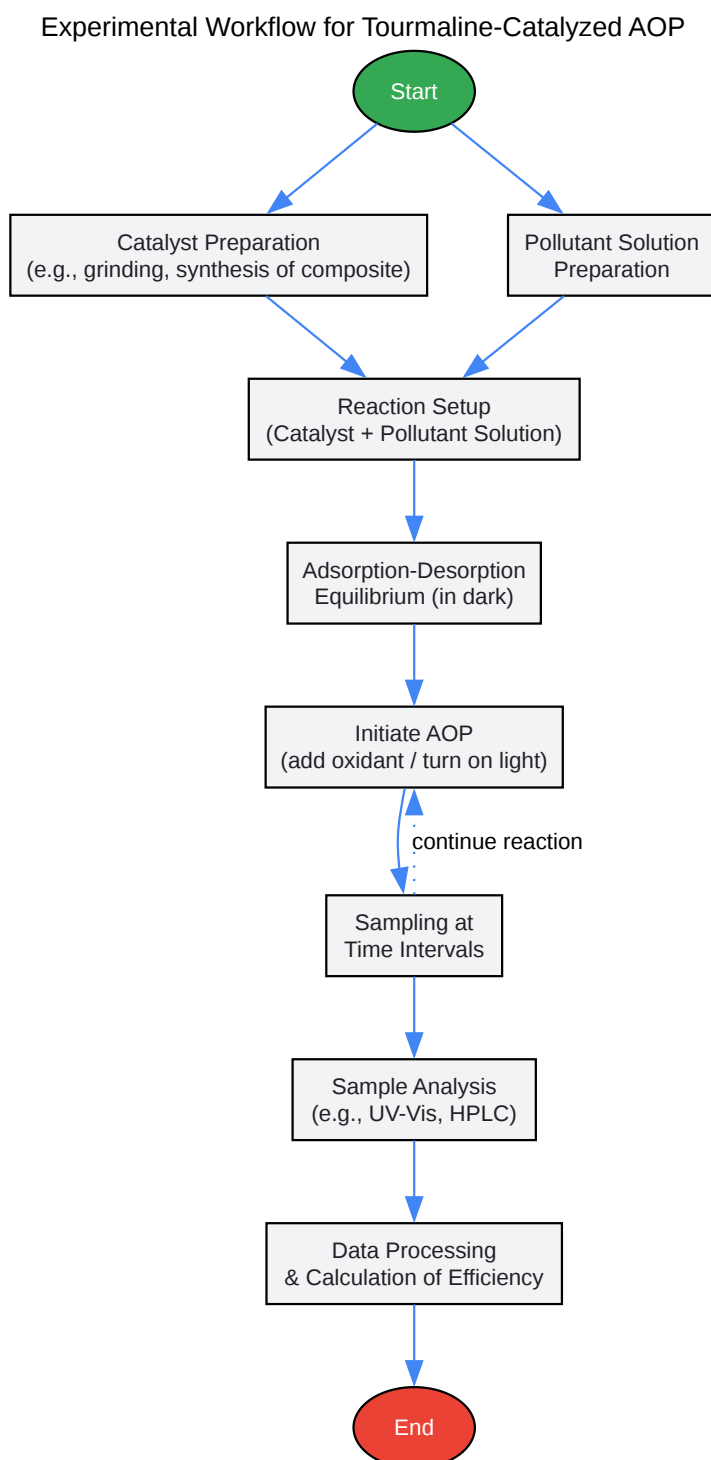 Experimental Workflow for Tourmaline-Catalyzed AOP
Start
Catalyst Preparation
(e.g., grinding, synthesis of composite)
Pollutant Solution
Preparation
Reaction Setup
(Catalyst + Pollutant Solution)
Adsorption-Desorption
Equilibrium (in dark)
Initiate AOP
(add oxidant / turn on light)
continue reaction
Sampling at
Time Intervals
Sample Analysis
(e.g., UV-Vis, HPLC)
Data Processing
& Calculation of Efficiency
End